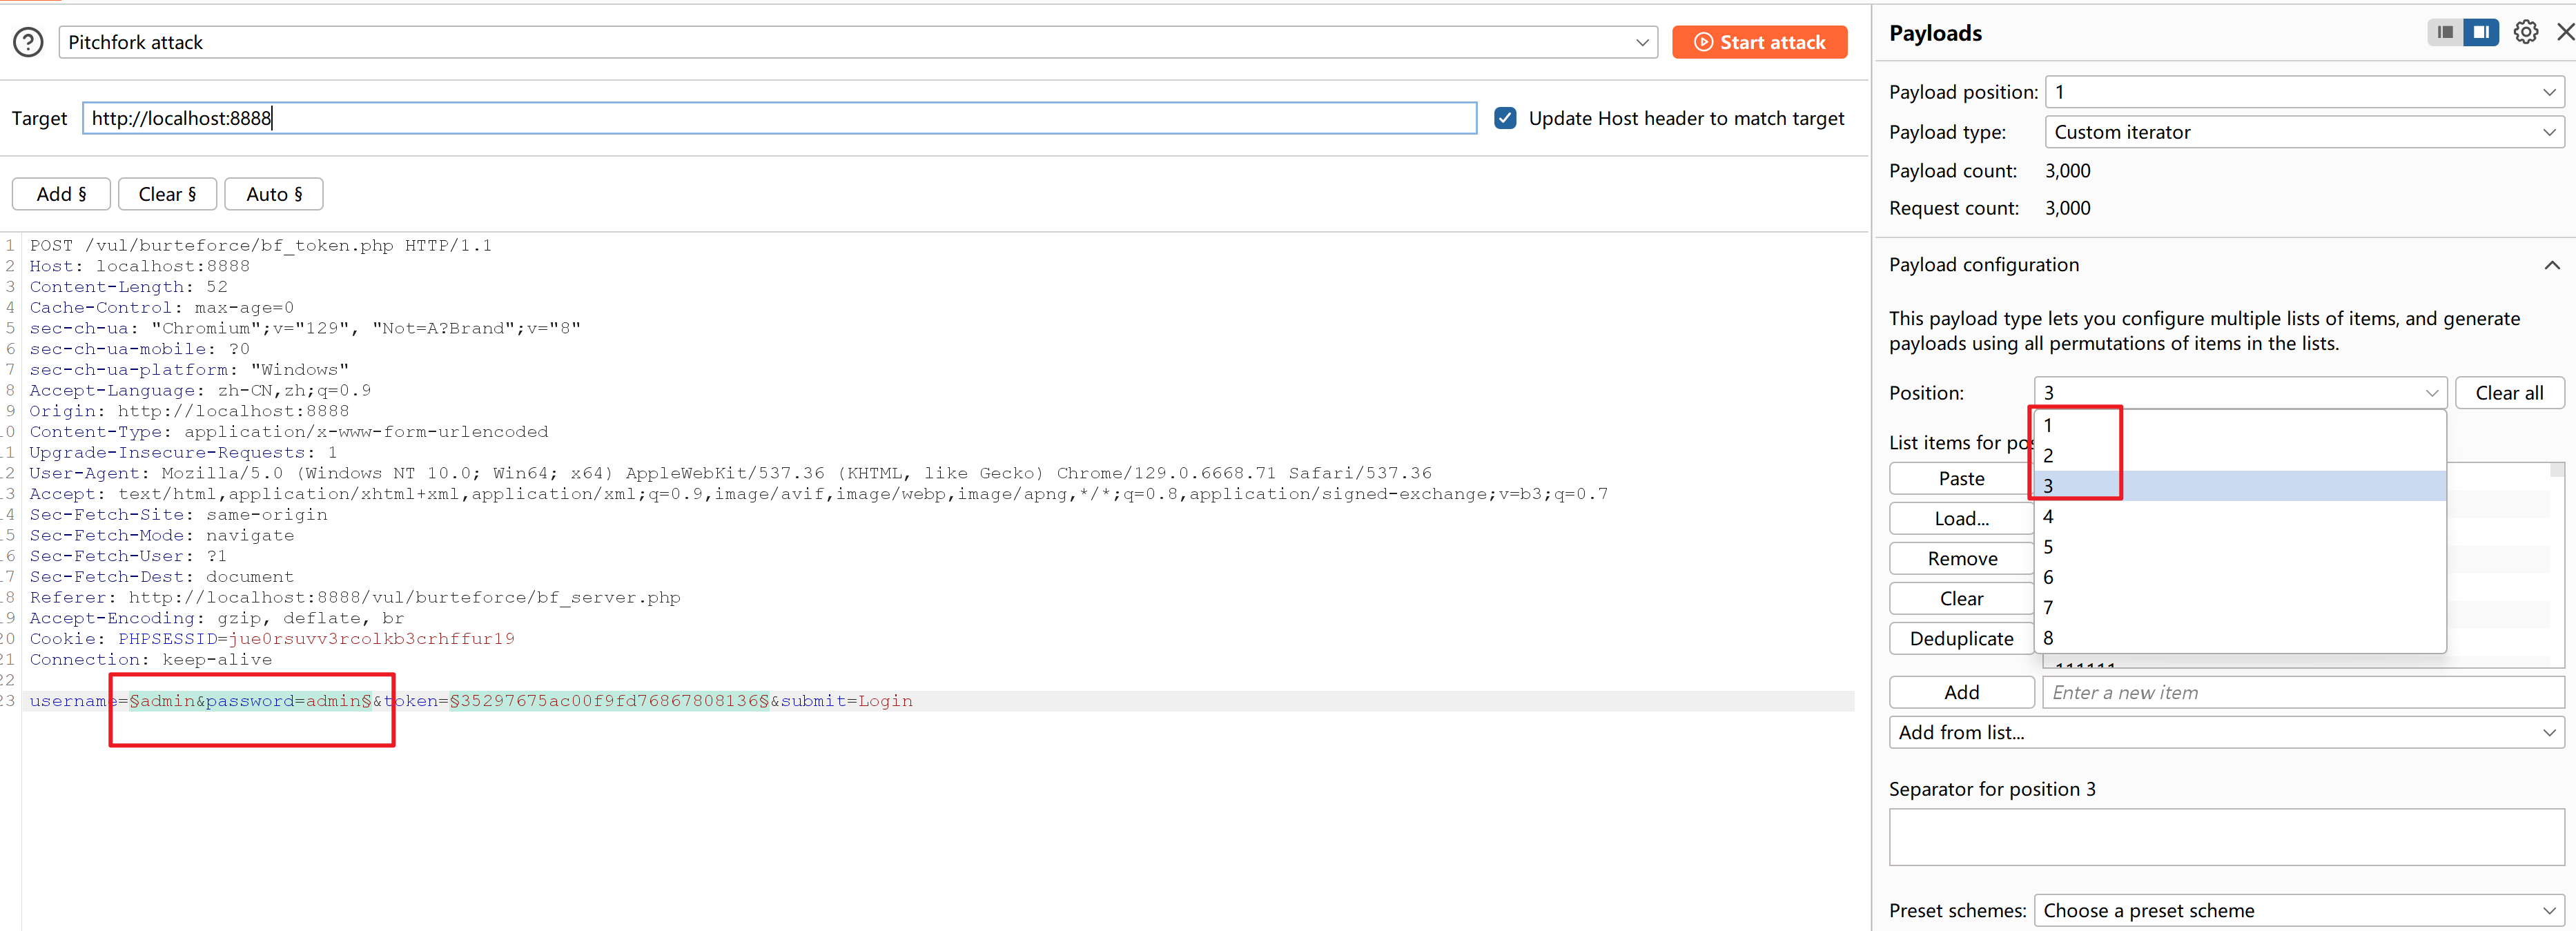 Pitchfork attack
Start attack
Target
http://localhost:8888
Update Host header to match target
Add §
Clear §
Auto §
1 POST /vul/burteforce/bf_token.php HTTP/1.1
2 Host: localhost:8888
3 Content-Length: 52
4 Cache-Control: max-age=0
5 sec-ch-ua: "Chromium";v="129", "Not=A?Brand";v="8"
6 sec-ch-ua-mobile: ?0
7 sec-ch-ua-platform: "Windows"
8 Accept-Language: zh-CN,zh;q=0.9
9 Origin: http://localhost:8888
10 Content-Type: application/x-www-form-urlencoded
11 Upgrade-Insecure-Requests: 1
12 User-Agent: Mozilla/5.0 (Windows NT 10.0; Win64; x64) AppleWebKit/537.36 (KHTML, like Gecko) Chrome/129.0.6668.71 Safari/537.36
13 Accept: text/html,application/xhtml+xml,application/xml;q=0.9,image/avif,image/webp,image/apng,*/*;q=0.8,application/signed-exchange;v=b3;q=0.7
14 Sec-Fetch-Site: same-origin
15 Sec-Fetch-Mode: navigate
16 Sec-Fetch-User: ?1
17 Sec-Fetch-Dest: document
18 Referer: http://localhost:8888/vul/burteforce/bf_server.php
19 Accept-Encoding: gzip, deflate, br
20 Cookie: PHPSESSID=jue0rsuvv3rcolkb3crhffur19
21 Connection: keep-alive
22
23 username=§admin&password=admin§&token=§35297675ac00f9fd76867808136§&submit=Login
Payloads
Payload position: 1
Payload type: Custom iterator
Payload count: 3,000
Request count: 3,000
Payload configuration
This payload type lets you configure multiple lists of items, and generate
payloads using all permutations of items in the lists.
Position: 3
Clear all
1
2
3
4
5
6
7
8
List items for pos
Paste
Load...
Remove
Clear
Deduplicate
111111
Add
Enter a new item
Add from list...
Separator for position 3
Preset schemes: Choose a preset scheme